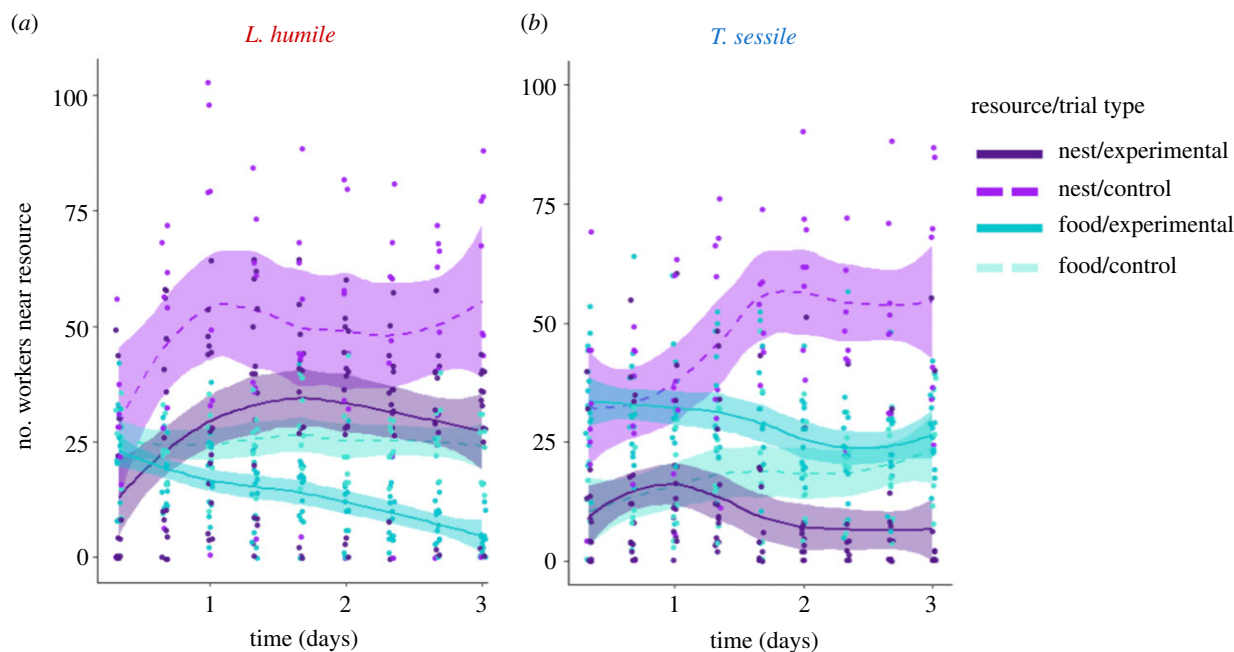 (a)
L. humile
100
75
50
25
0
no. workers near resource
1 2 3
time (days)
(b)
T. sessile
100
75
50
25
0
1 2 3
time (days)
resource/trial type
nest/experimental
nest/control
food/experimental
food/control